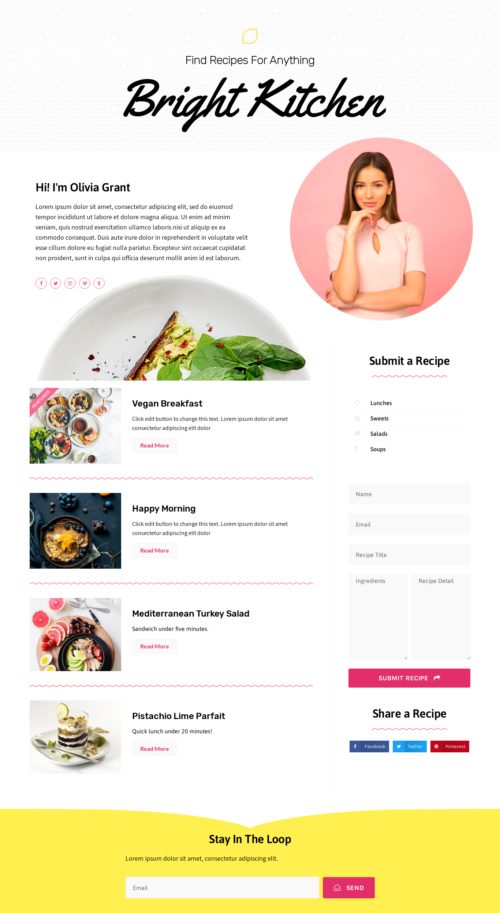 Find Recipes For Anything
Bright Kitchen
Hi! I'm Olivia Grant
Lorem ipsum dolor sit amet, consectetur adipiscing elit, sed do eiusmod
tempor incididunt ut labore et dolore magna aliqua. Ut enim ad minim
veniam, quis nostrud exercitation ullamco laboris nisi ut aliquip ex ea
commodo consequat. Duis aute irure dolor in reprehenderit in voluptate velit
esse cillum dolore eu fugiat nulla pariatur. Excepteur sint occaecat cupidatat
non proident, sunt in culpa qui officia deserunt mollit anim id est laborum.
FEATURED
Vegan Breakfast
Click edit button to change this text. Lorem ipsum dolor sit amet
consectetur adipiscing elit dolor
Read More
Happy Morning
Click edit button to change this text. Lorem ipsum dolor sit amet
consectetur adipiscing elit dolor
Read More
Mediterranean Turkey Salad
Sandwich under five minutes.
Read More
Pistachio Lime Parfait
Quick lunch under 20 minutes!
Read More
Submit a Recipe
Lunches
Sweets
Salads
Soups
Name
Email
Recipe Title
Ingredients
Recipe Detail
SUBMIT RECIPE
Share a Recipe
Facebook
Twitter
Pinterest
Stay In The Loop
Lorem ipsum dolor sit amet, consectetur adipiscing elit.
Email
SEND